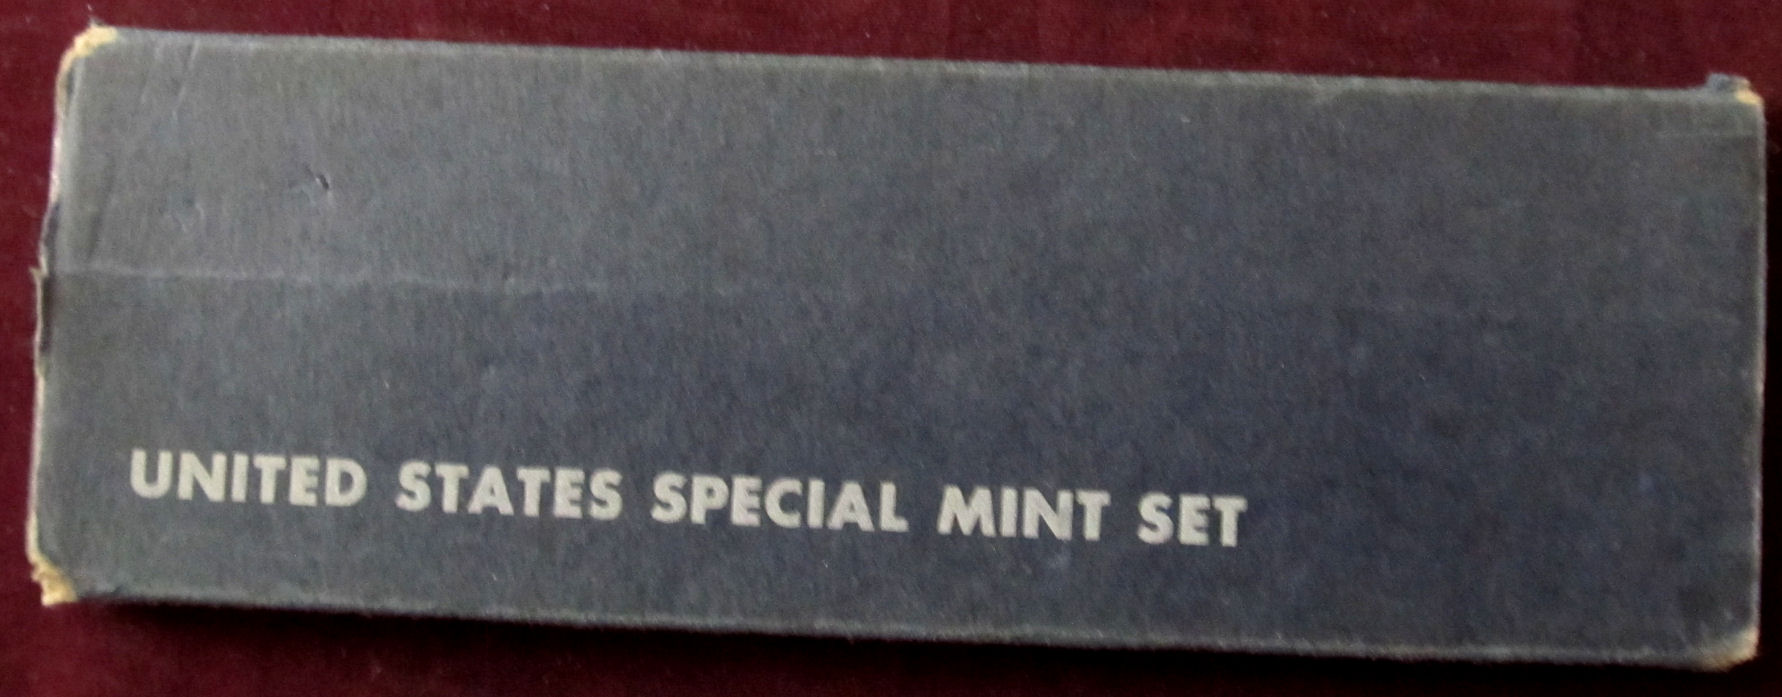 UNITED STATES SPECIAL MINT SET